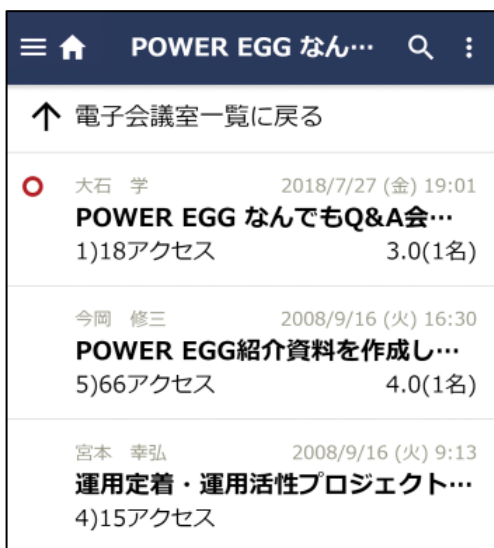 POWER EGG なん…
電子会議室一覧に戻る
大石　学 2018/7/27 (金) 19:01
POWER EGG なんでもQ&A会…
1)18アクセス 3.0(1名)
今岡　修三 2008/9/16 (火) 16:30
POWER EGG紹介資料を作成し…
5)66アクセス 4.0(1名)
宮本　幸弘 2008/9/16 (火) 9:13
運用定着・運用活性プロジェクト…
4)15アクセス